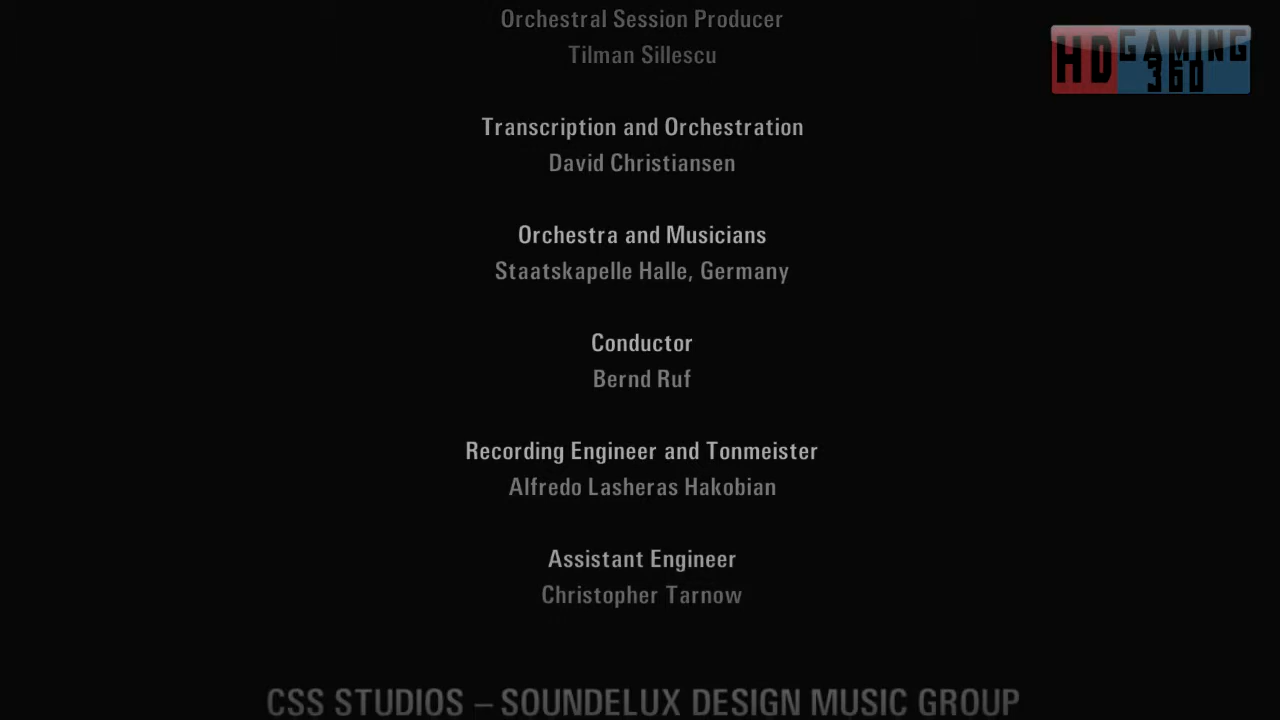 Orchestral Session Producer
Tilman Sillescu
HD GAMING
360
Transcription and Orchestration
David Christiansen
Orchestra and Musicians
Staatskapelle Halle, Germany
Conductor
Bernd Ruf
Recording Engineer and Tonmeister
Alfredo Lasheras Hakobian
Assistant Engineer
Christopher Tarnow
CSS STUDIOS – SOUNDELUX DESIGN MUSIC GROUP